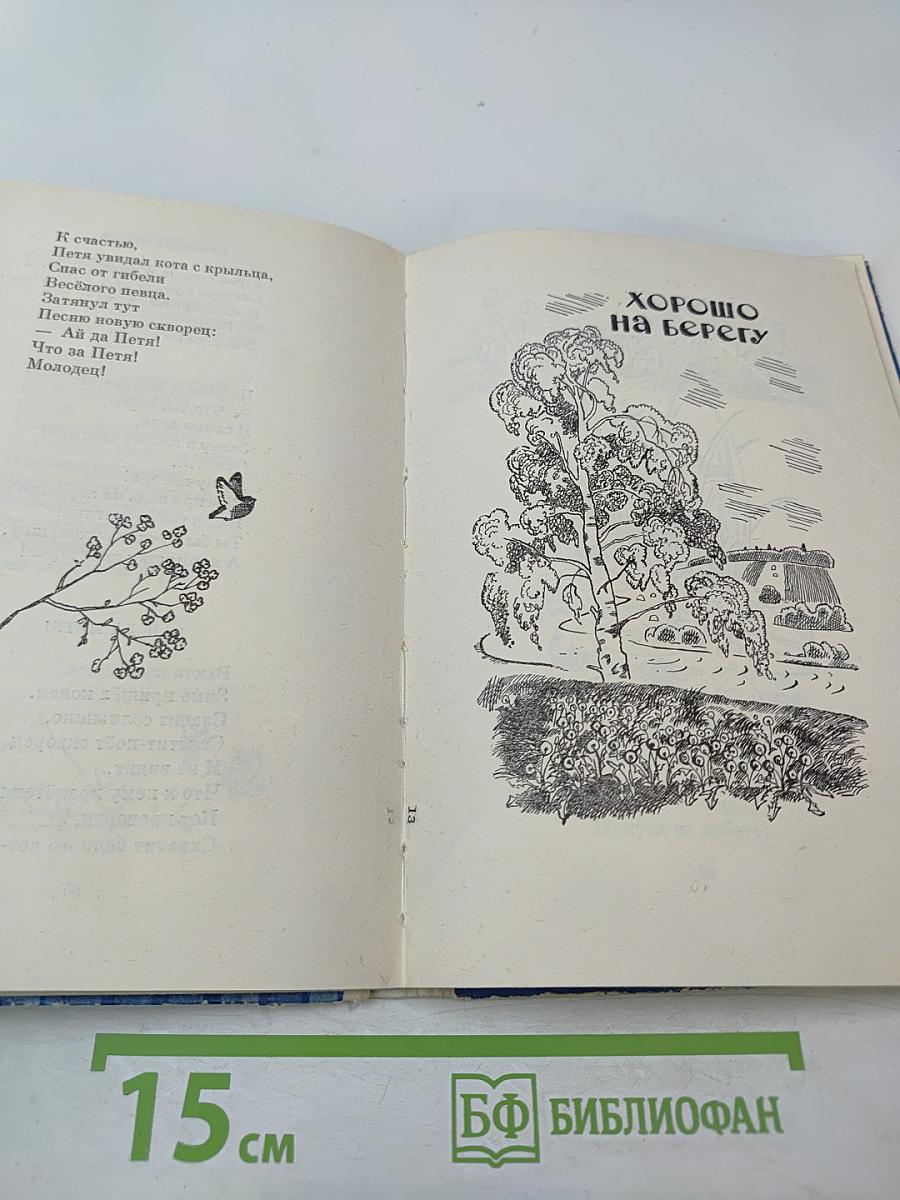 К счастью,
Петя увидал кота с крыльца,
Спас от гибели
Весёлого певца.
Затянул тут
Песню новую скворец:
— Ай да Петя!
Что за Петя!
Молодец!
13
ХОРОШО
НА БЕРЕГУ
15 см
БФ БИБЛИОФАН